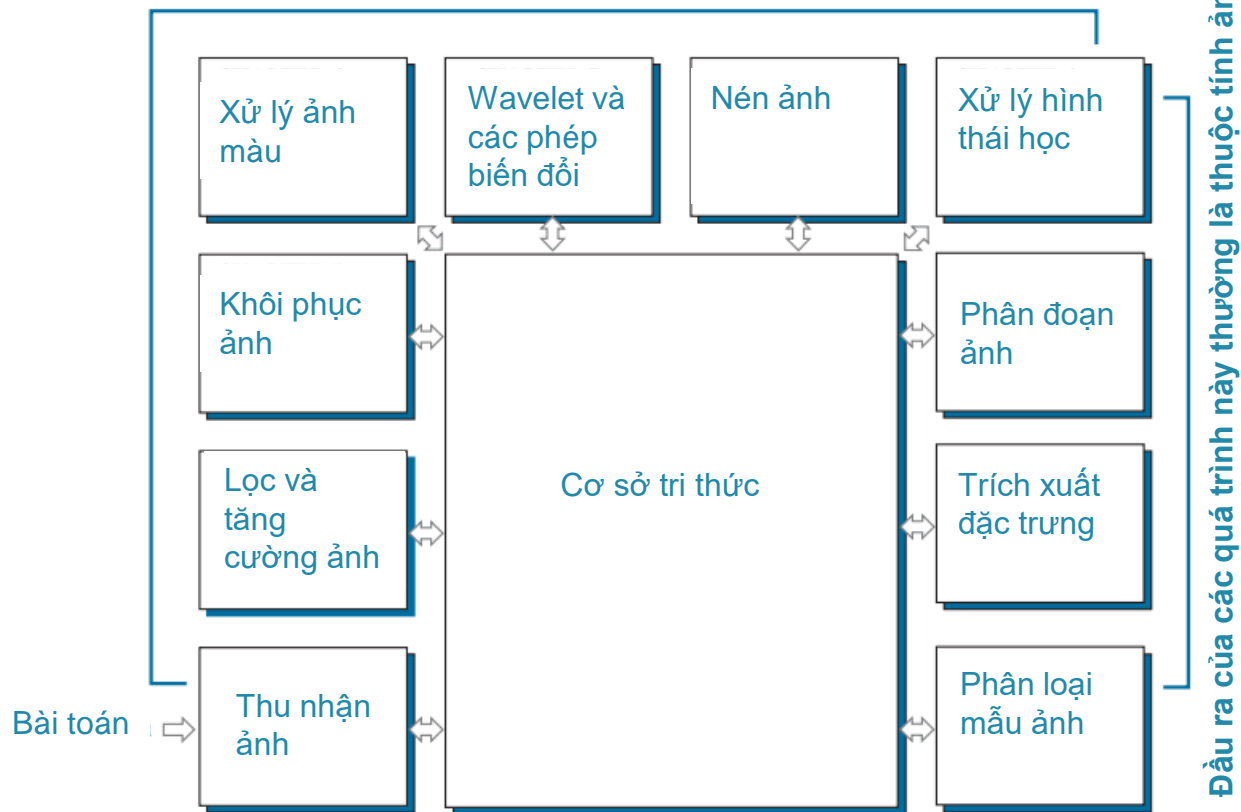 Xử lý ảnh
màu
Wavelet và
các phép
biến đổi
Nén ảnh
Xử lý hình
thái học
Khôi phục
ảnh
Phân đoạn
ảnh
Lọc và
tăng
cường ảnh
Cơ sở tri thức
Trích xuất
đặc trưng
Bài toán
Thu nhận
ảnh
Phân loại
mẫu ảnh
Đầu ra của các quá trình này thường là thuộc tính